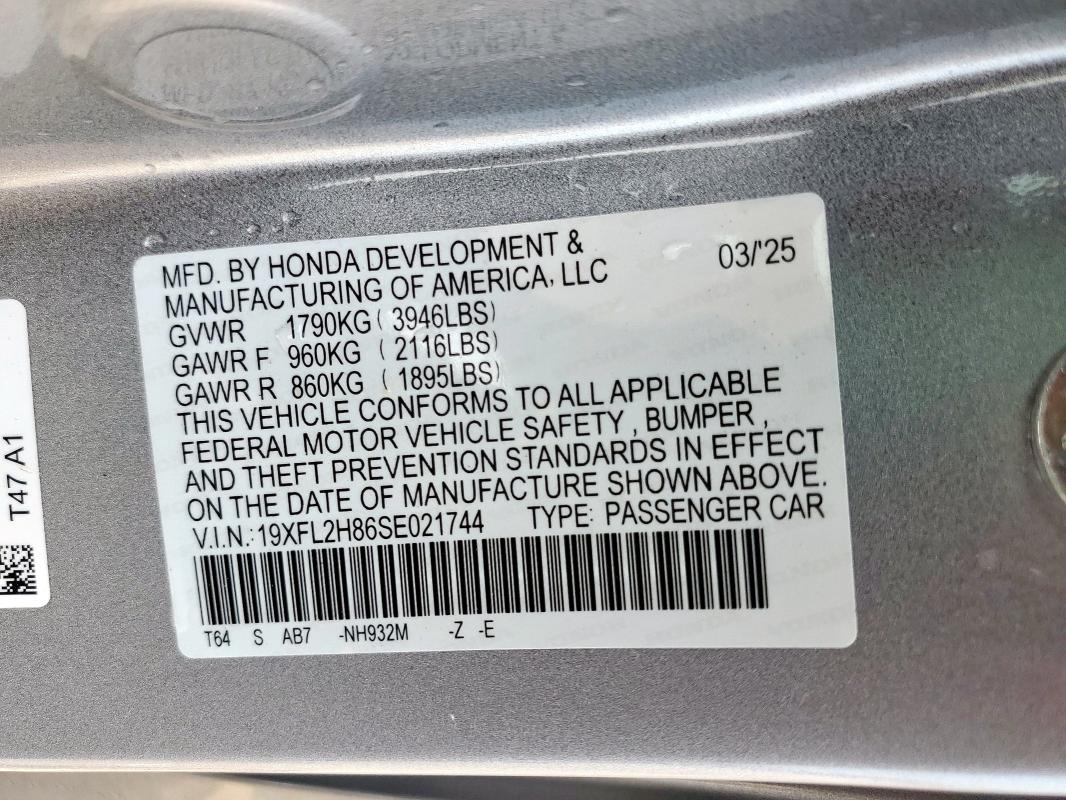 MFD. BY HONDA DEVELOPMENT &
MANUFACTURING OF AMERICA, LLC
03/'25
GVWR 1790KG ( 3946LBS)
GAWR F 960KG ( 2116LBS)
GAWR R 860KG ( 1895LBS)
THIS VEHICLE CONFORMS TO ALL APPLICABLE
FEDERAL MOTOR VEHICLE SAFETY , BUMPER ,
AND THEFT PREVENTION STANDARDS IN EFFECT
ON THE DATE OF MANUFACTURE SHOWN ABOVE.
V.I.N.: 19XFL2H86SE021744 TYPE: PASSENGER CAR
T64 S AB7 -NH932M -Z -E
T47 A1